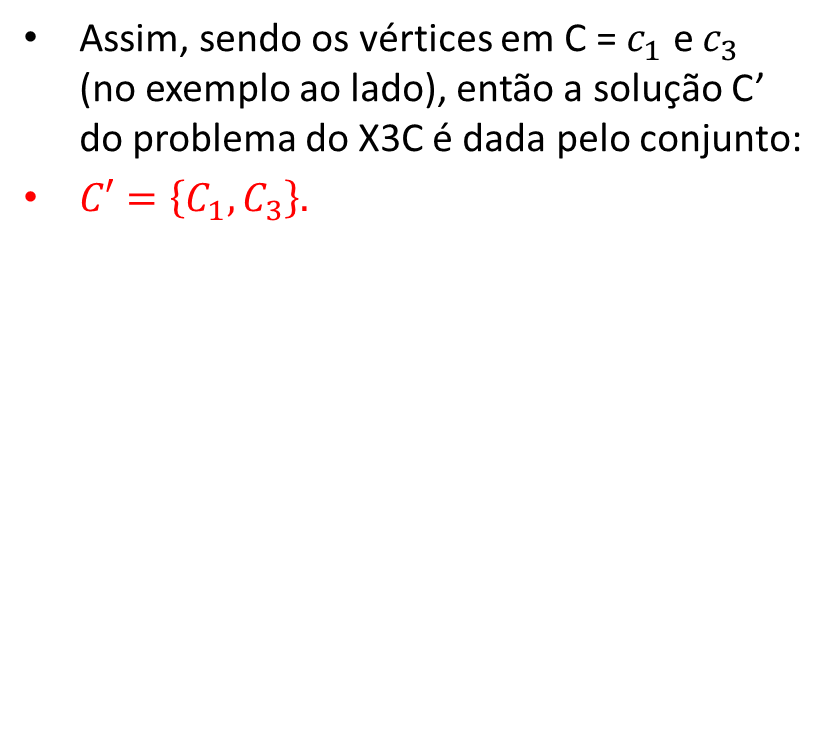 • Assim, sendo os vértices em C = 𝑐₁ e 𝑐₃
(no exemplo ao lado), então a solução C’
do problema do X3C é dada pelo conjunto:
• 𝐶′ = {𝐶₁, 𝐶₃}.